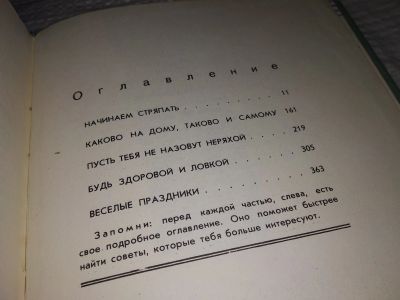 Оглавление
НАЧИНАЕМ СТРЯПАТЬ . . . . . . . . . 11
КАКОВО НА ДОМУ, ТАКОВО И САМОМУ 161
ПУСТЬ ТЕБЯ НЕ НАЗОВУТ НЕРЯХОЙ . . . . 219
БУДЬ ЗДОРОВОЙ И ЛОВКОЙ . . . . . . 305
ВЕСЕЛЫЕ ПРАЗДНИКИ . . . . . . . . . 363
Запомни: перед каждой частью, слева, есть
свое подробное оглавление. Оно поможет быстрее
найти советы, которые тебя больше интересуют.